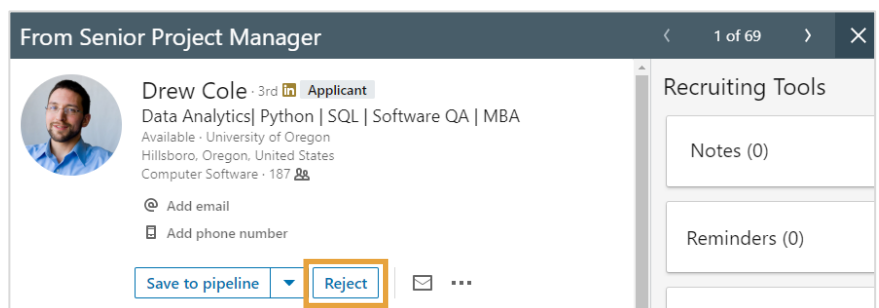 From Senior Project Manager
1 of 69
Drew Cole · 3rd in Applicant
Data Analytics| Python | SQL | Software QA | MBA
Available · University of Oregon
Hillsboro, Oregon, United States
Computer Software · 187
@ Add email
Add phone number
Save to pipeline
Reject
Recruiting Tools
Notes (0)
Reminders (0)